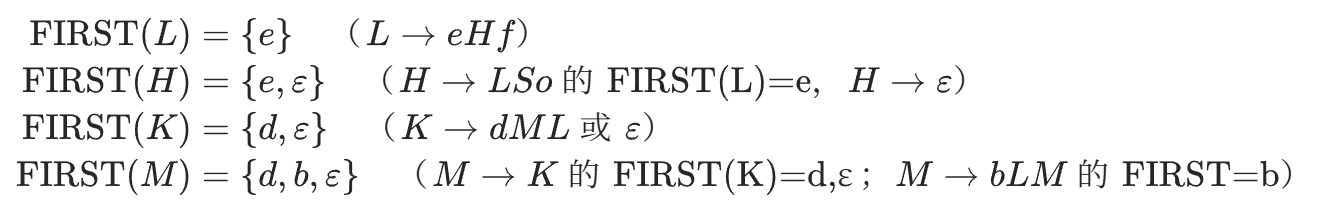 FIRST(L) = {e} （L → eHf）
FIRST(H) = {e, ε} （H → LSo 的 FIRST(L)=e, H → ε）
FIRST(K) = {d, ε} （K → dML 或 ε）
FIRST(M) = {d, b, ε} （M → K 的 FIRST(K)=d,ε；M → bLM 的 FIRST=b）